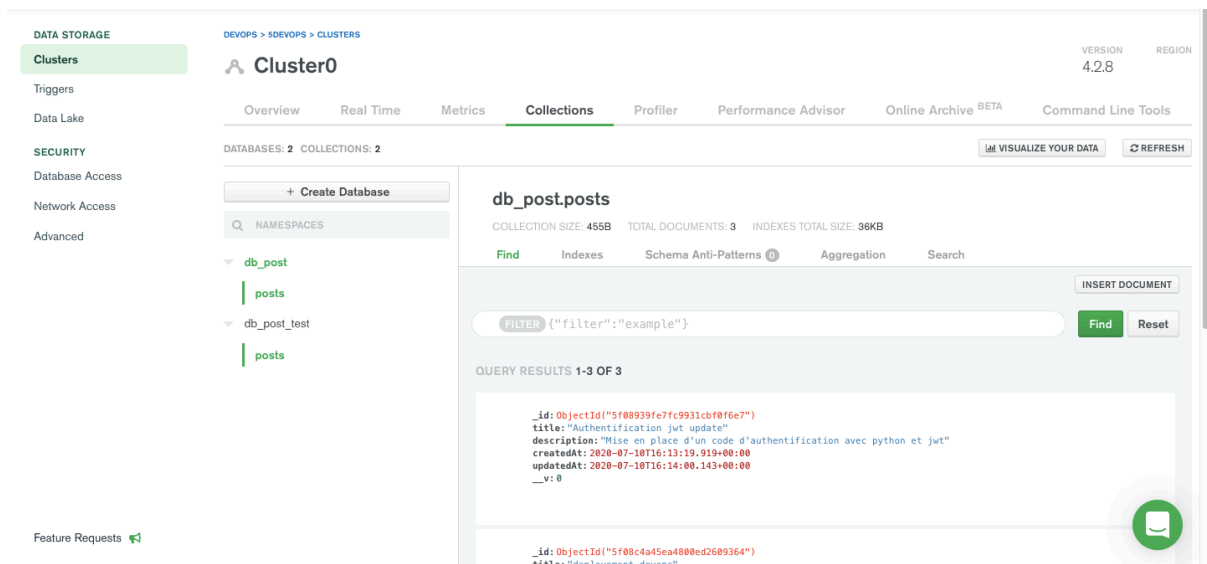 DATA STORAGE
Clusters
Triggers
Data Lake
SECURITY
Database Access
Network Access
Advanced
Feature Requests
DEVOPS > 5DEVOPS > CLUSTERS
Cluster0
VERSION
4.2.8
REGION
Overview Real Time Metrics Collections Profiler Performance Advisor Online Archive BETA Command Line Tools
DATABASES: 2 COLLECTIONS: 2
VISUALIZE YOUR DATA
REFRESH
+ Create Database
NAMESPACES
db_post
posts
db_post_test
posts
db_post.posts
COLLECTION SIZE: 455B TOTAL DOCUMENTS: 3 INDEXES TOTAL SIZE: 36KB
Find Indexes Schema Anti-Patterns 0 Aggregation Search
INSERT DOCUMENT
FILTER {"filter":"example"}
Find Reset
QUERY RESULTS 1-3 OF 3
_id: ObjectId("5f08939fe7fc9931cbf0f6e7")
title: "Authentification jwt update"
description: "Mise en place d'un code d'authentification avec python et jwt"
createdAt: 2020-07-10T16:13:19.919+00:00
updatedAt: 2020-07-10T16:14:00.143+00:00
__v: 0
_id: ObjectId("5f08c4a45ea4800ed2609364")
title: "deployement devops"